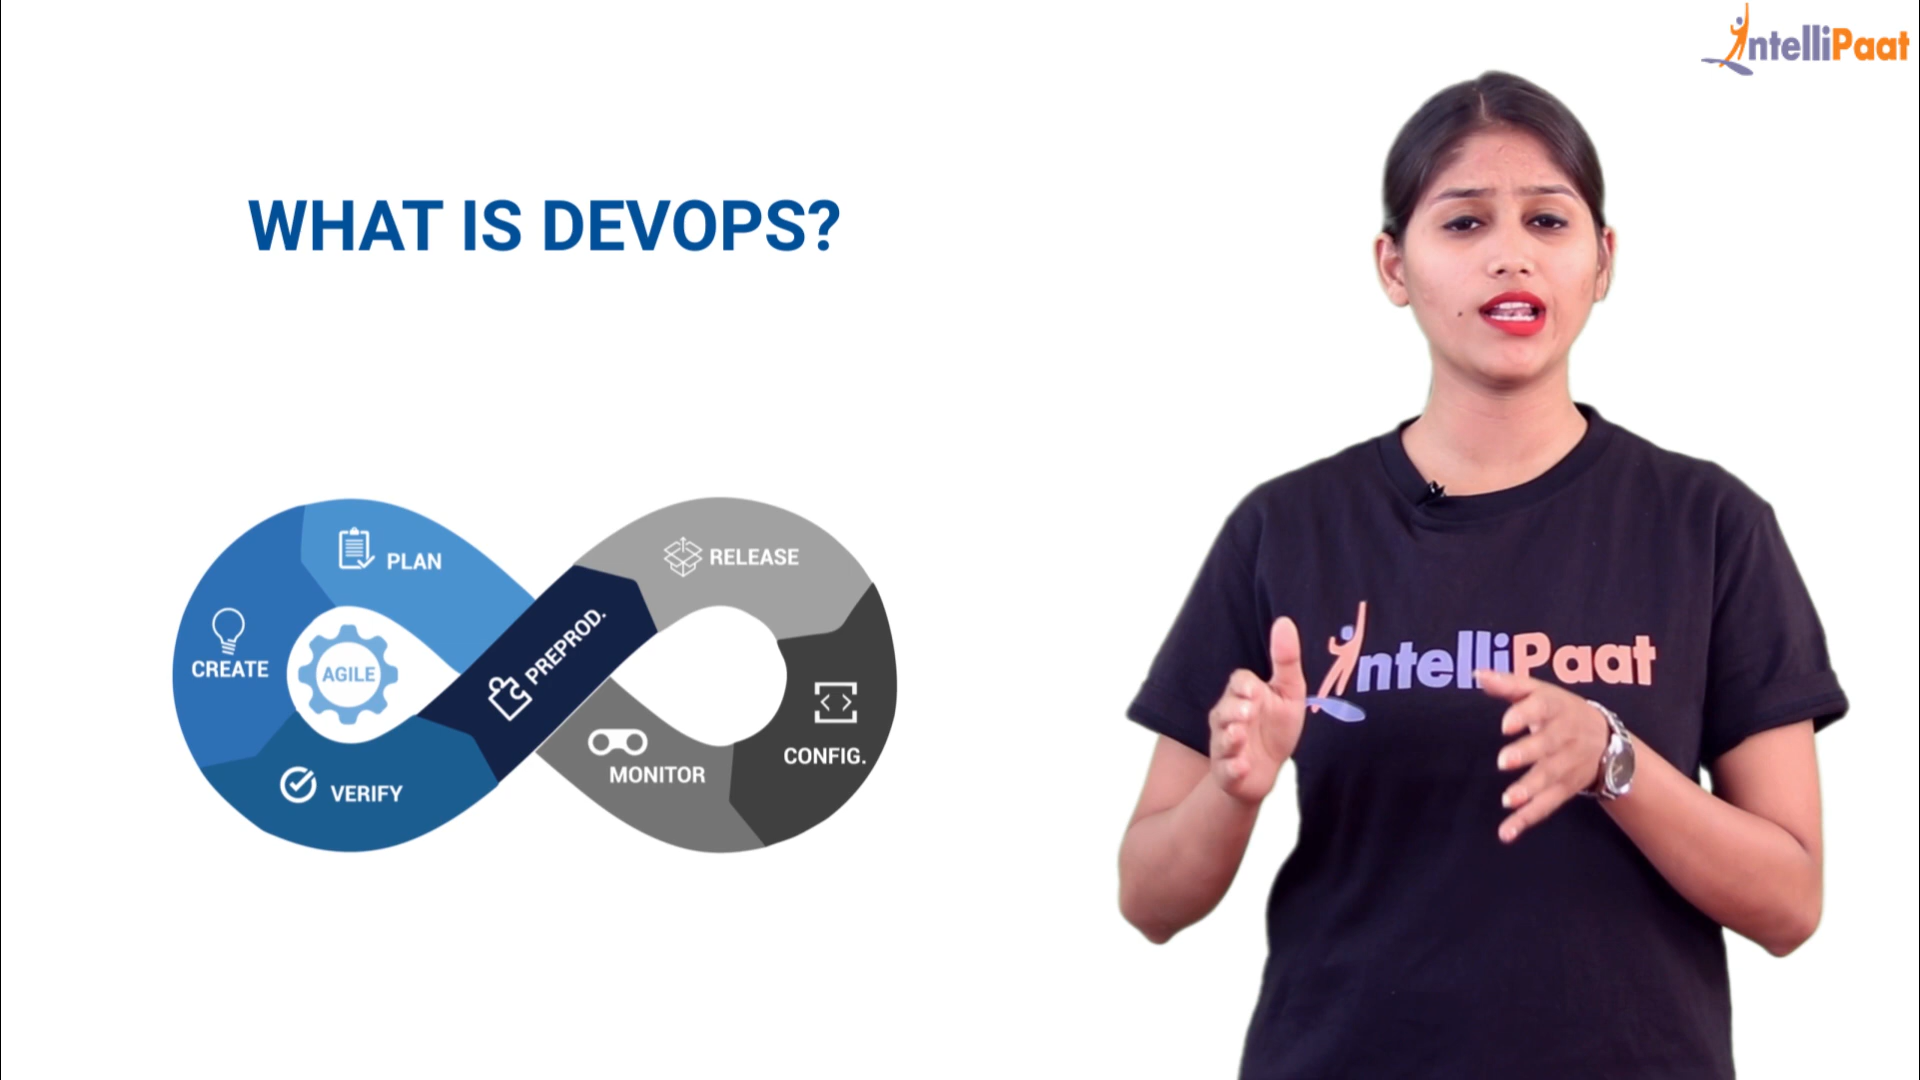 IntelliPaat
WHAT IS DEVOPS?
PLAN
RELEASE
CREATE
AGILE
PREPROD.
VERIFY
MONITOR
CONFIG.
IntelliPaat